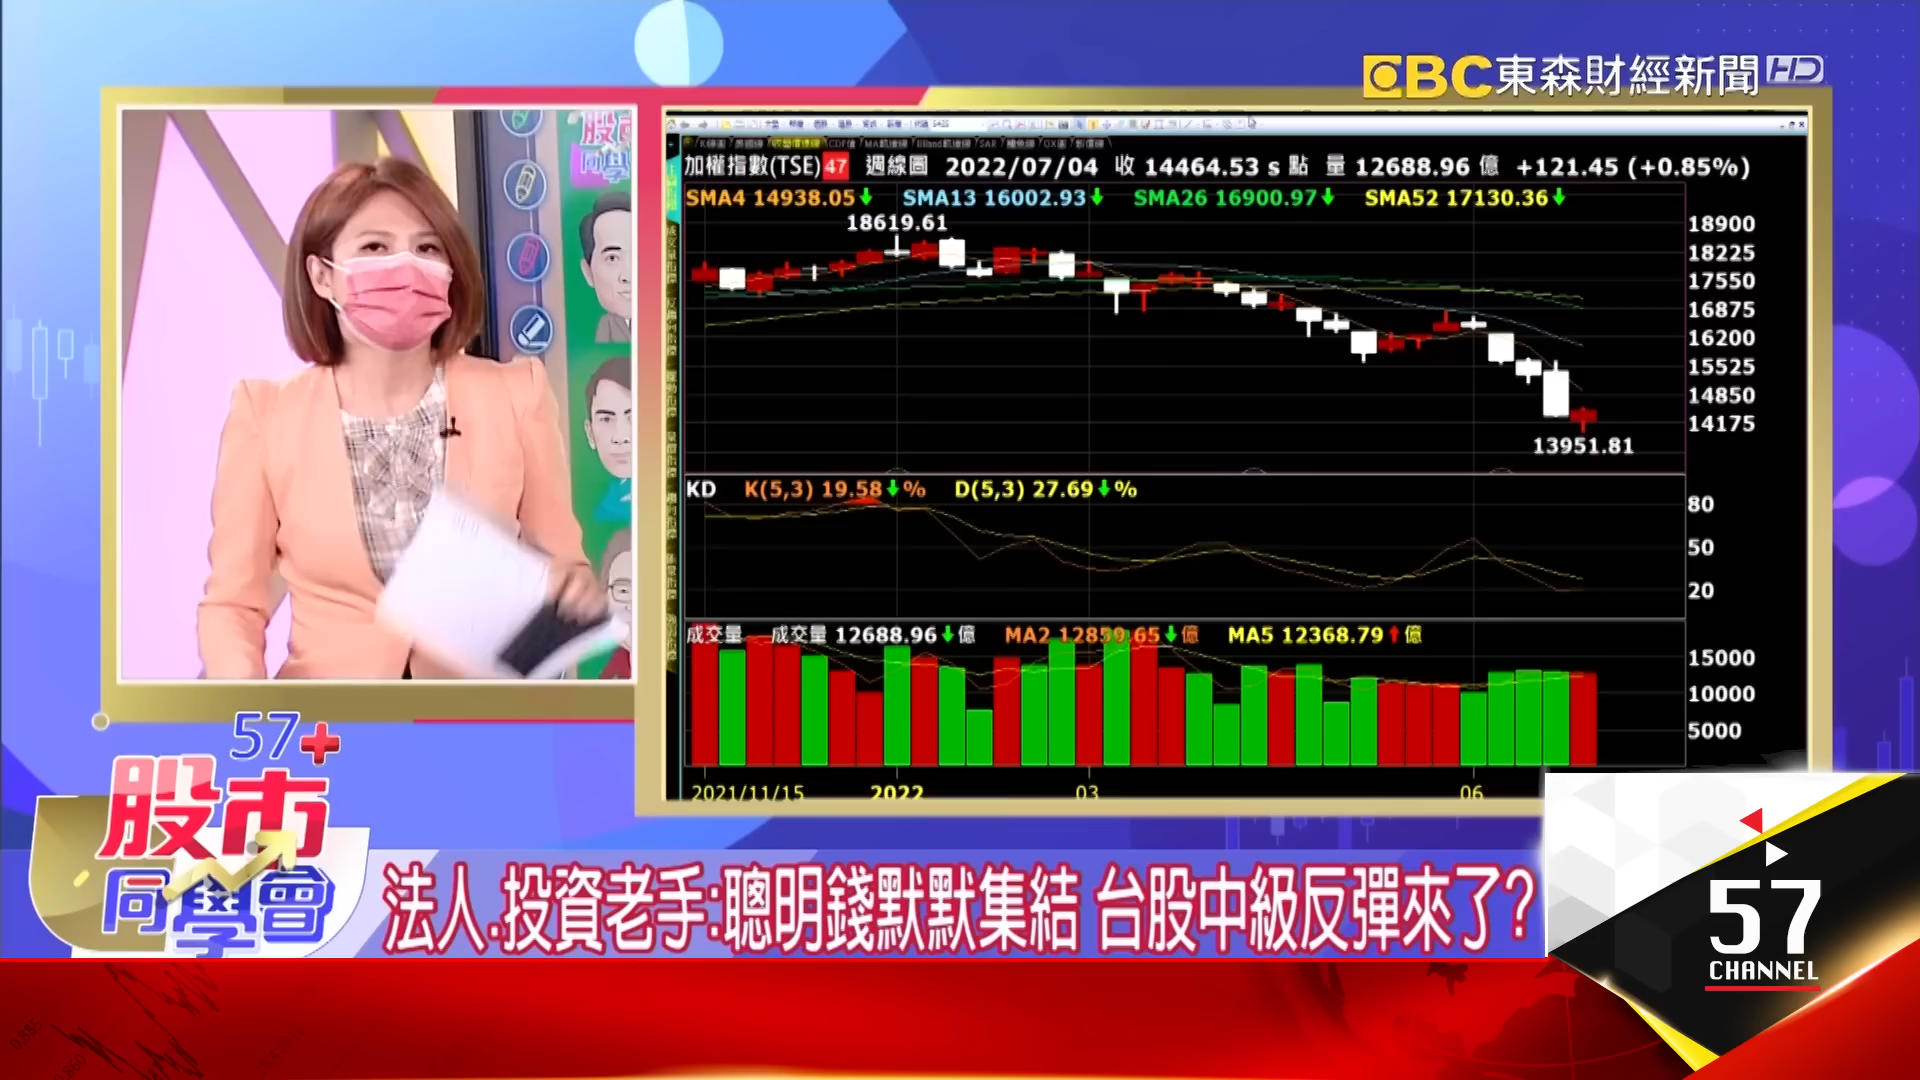 EBC東森財經新聞HD
股市
同學
加權指數(TSE) 47 週線圖 2022/07/04 收 14464.53 s 點 量 12688.96 億 +121.45 (+0.85%)
SMA4 14938.05↓ SMA13 16002.93↓ SMA26 16900.97↓ SMA52 17130.36↓
18619.61
18900
18225
17550
16875
16200
15525
14850
14175
13951.81
KD K(5,3) 19.58↓% D(5,3) 27.69↓%
80
50
20
成交量 成交量 12688.96↓億 MA2 12859.65↓億 MA5 12368.79↑億
15000
10000
5000
2021/11/15 2022 03 06
57+
股市
同學會
法人.投資老手:聰明錢默默集結 台股中級反彈來了?
57
CHANNEL